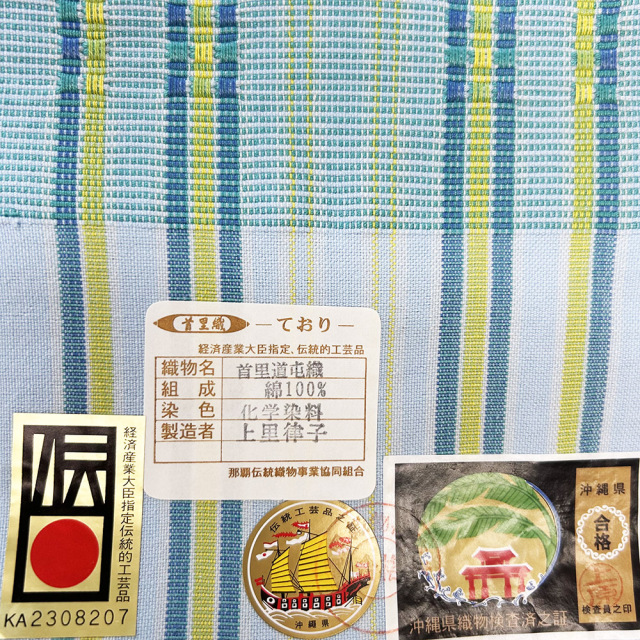 首里織
ーておりー
経済産業大臣指定、伝統的工芸品
織物名 首里道屯織
組成 綿100%
染色 化学染料
製造者 上里律子
那覇伝統織物事業協同組合
伝
経済産業大臣指定伝統的工芸品
KA2308207
伝統工芸品之証
沖縄県
沖縄県
合格
検査員之印
沖縄県織物検査済之証